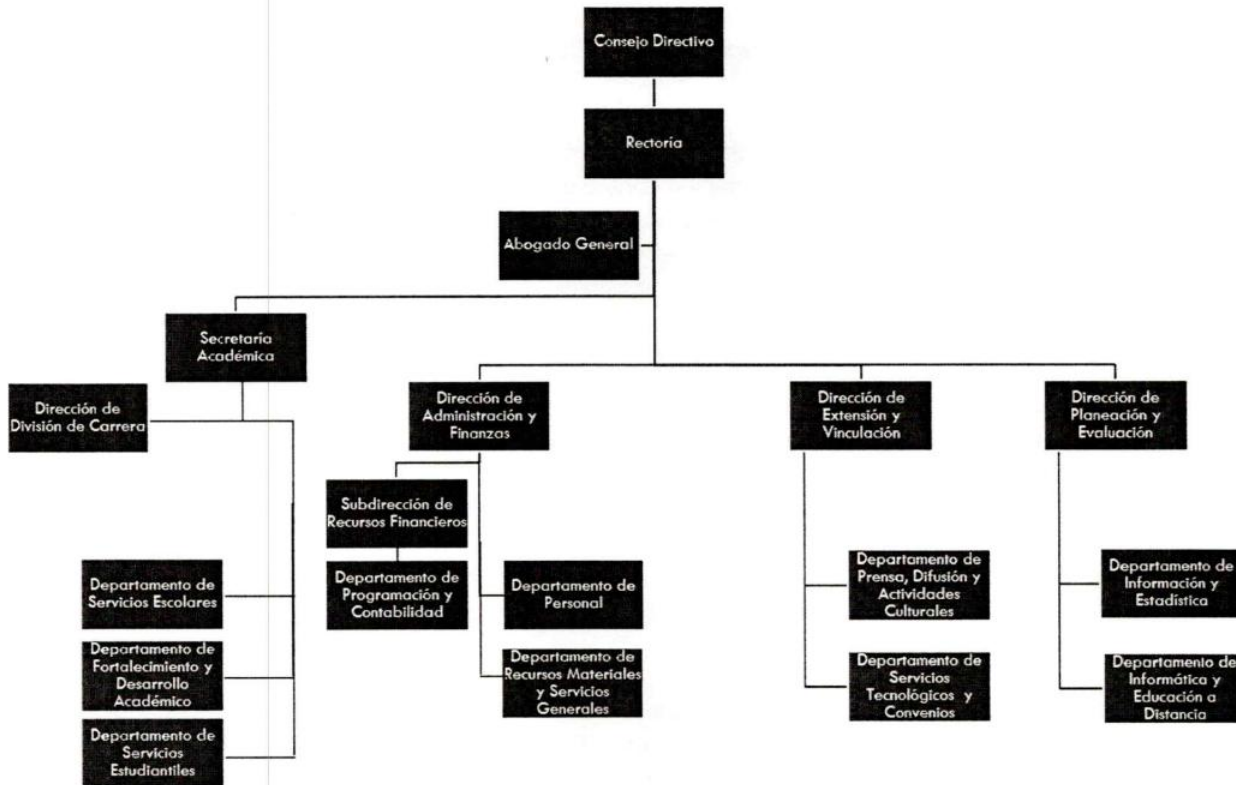 Consejo Directivo
Rectoría
Abogado General
Secretaría
Académica
Dirección de
División de Carrera
Dirección de
Administración y
Finanzas
Dirección de
Extensión y
Vinculación
Dirección de
Planeación y
Evaluación
Subdirección de
Recursos Financieros
Departamento de
Servicios Escolares
Departamento de
Programación y
Contabilidad
Departamento de
Personal
Departamento de
Prensa, Difusión y
Actividades
Culturales
Departamento de
Información y
Estadística
Departamento de
Fortalecimiento y
Desarrollo
Académico
Departamento de
Recursos Materiales
y Servicios
Generales
Departamento de
Servicios
Tecnológicos y
Convenios
Departamento de
Informática y
Educación a
Distancia
Departamento de
Servicios
Estudiantiles